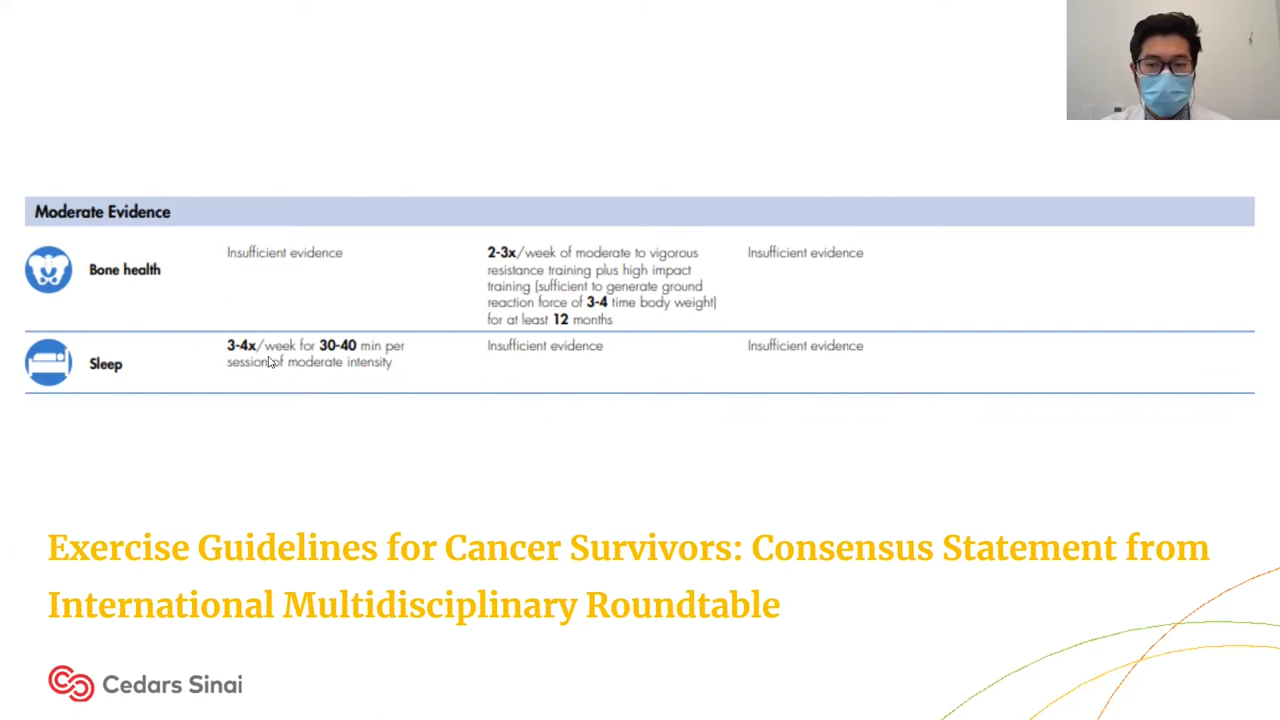 Moderate Evidence
Bone health
Insufficient evidence
2-3x/week of moderate to vigorous
resistance training plus high impact
training (sufficient to generate ground
reaction force of 3-4 time body weight)
for at least 12 months
Insufficient evidence
Sleep
3-4x/week for 30-40 min per
session of moderate intensity
Insufficient evidence
Insufficient evidence
Exercise Guidelines for Cancer Survivors: Consensus Statement from
International Multidisciplinary Roundtable
Cedars Sinai